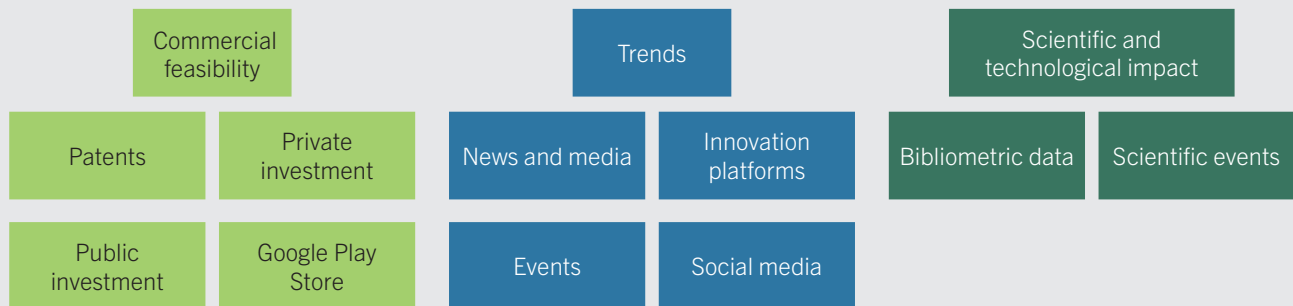 Commercial
feasibility
Patents
Private
investment
Public
investment
Google Play
Store
Trends
News and media
Innovation
platforms
Events
Social media
Scientific and
technological impact
Bibliometric data
Scientific events